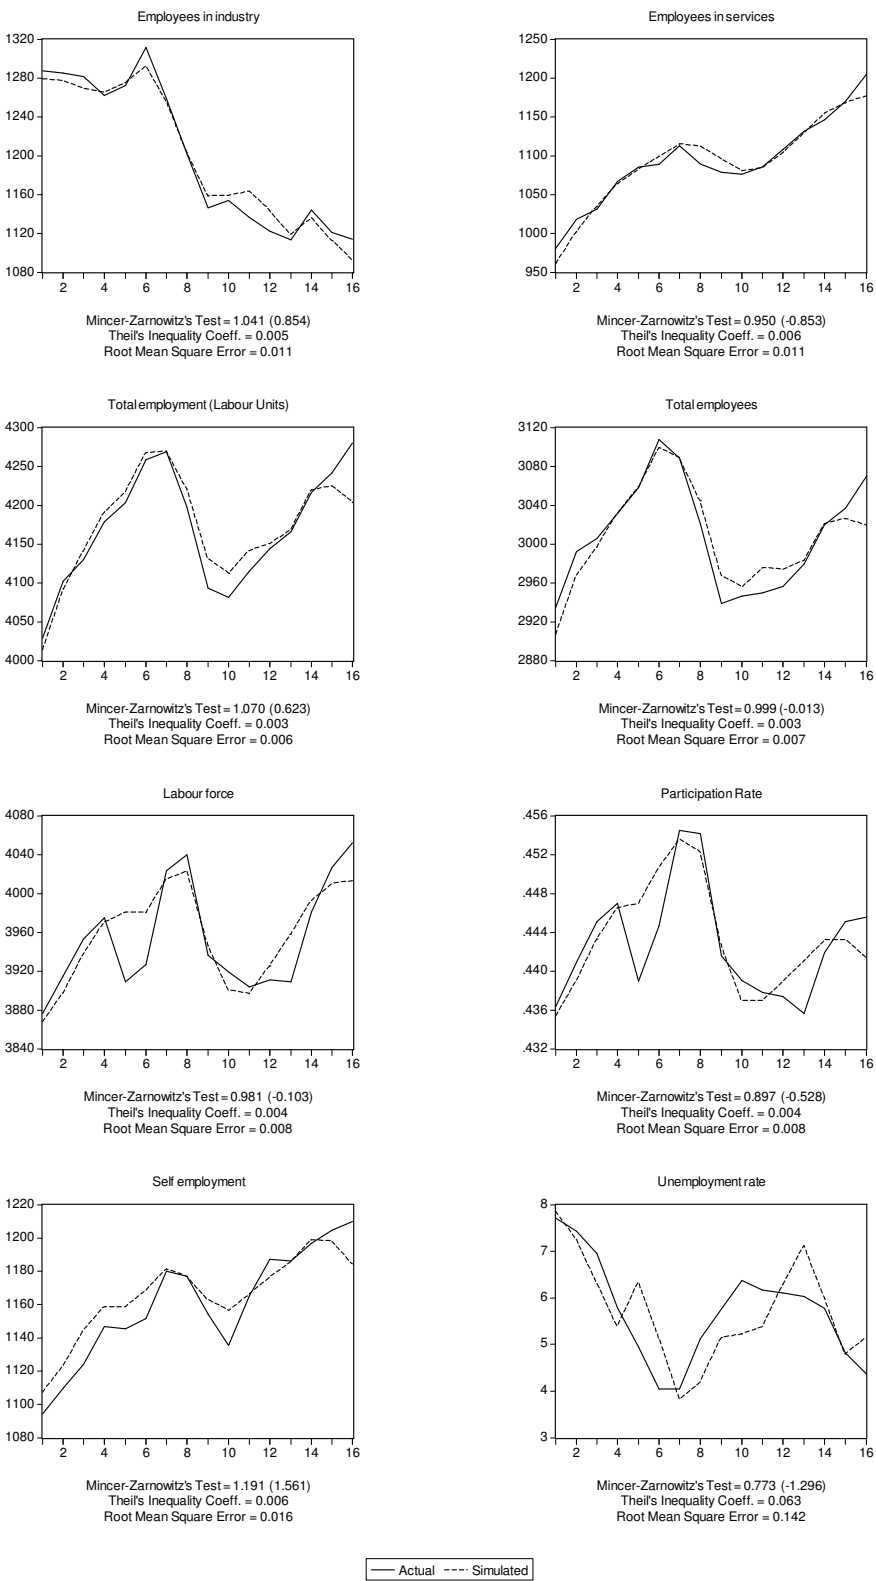 Employees in industry
1320
1280
1240
1200
1160
1120
1080
2 4 6 8 10 12 14 16
Mincer-Zarnowitz's Test = 1.041 (0.854)
Theil's Inequality Coeff. = 0.005
Root Mean Square Error = 0.011
Employees in services
1250
1200
1150
1100
1050
1000
950
2 4 6 8 10 12 14 16
Mincer-Zarnowitz's Test = 0.950 (-0.853)
Theil's Inequality Coeff. = 0.006
Root Mean Square Error = 0.011
Total employment (Labour Units)
4300
4250
4200
4150
4100
4050
4000
2 4 6 8 10 12 14 16
Mincer-Zarnowitz's Test = 1.070 (0.623)
Theil's Inequality Coeff. = 0.003
Root Mean Square Error = 0.006
Total employees
3120
3080
3040
3000
2960
2920
2880
2 4 6 8 10 12 14 16
Mincer-Zarnowitz's Test = 0.999 (-0.013)
Theil's Inequality Coeff. = 0.003
Root Mean Square Error = 0.007
Labour force
4080
4040
4000
3960
3920
3880
3840
2 4 6 8 10 12 14 16
Mincer-Zarnowitz's Test = 0.981 (-0.103)
Theil's Inequality Coeff. = 0.004
Root Mean Square Error = 0.008
Participation Rate
.456
.452
.448
.444
.440
.436
.432
2 4 6 8 10 12 14 16
Mincer-Zarnowitz's Test = 0.897 (-0.528)
Theil's Inequality Coeff. = 0.004
Root Mean Square Error = 0.008
Self employment
1220
1200
1180
1160
1140
1120
1100
1080
2 4 6 8 10 12 14 16
Mincer-Zarnowitz's Test = 1.191 (1.561)
Theil's Inequality Coeff. = 0.006
Root Mean Square Error = 0.016
Unemployment rate
8
7
6
5
4
3
2 4 6 8 10 12 14 16
Mincer-Zarnowitz's Test = 0.773 (-1.296)
Theil's Inequality Coeff. = 0.063
Root Mean Square Error = 0.142
Actual Simulated